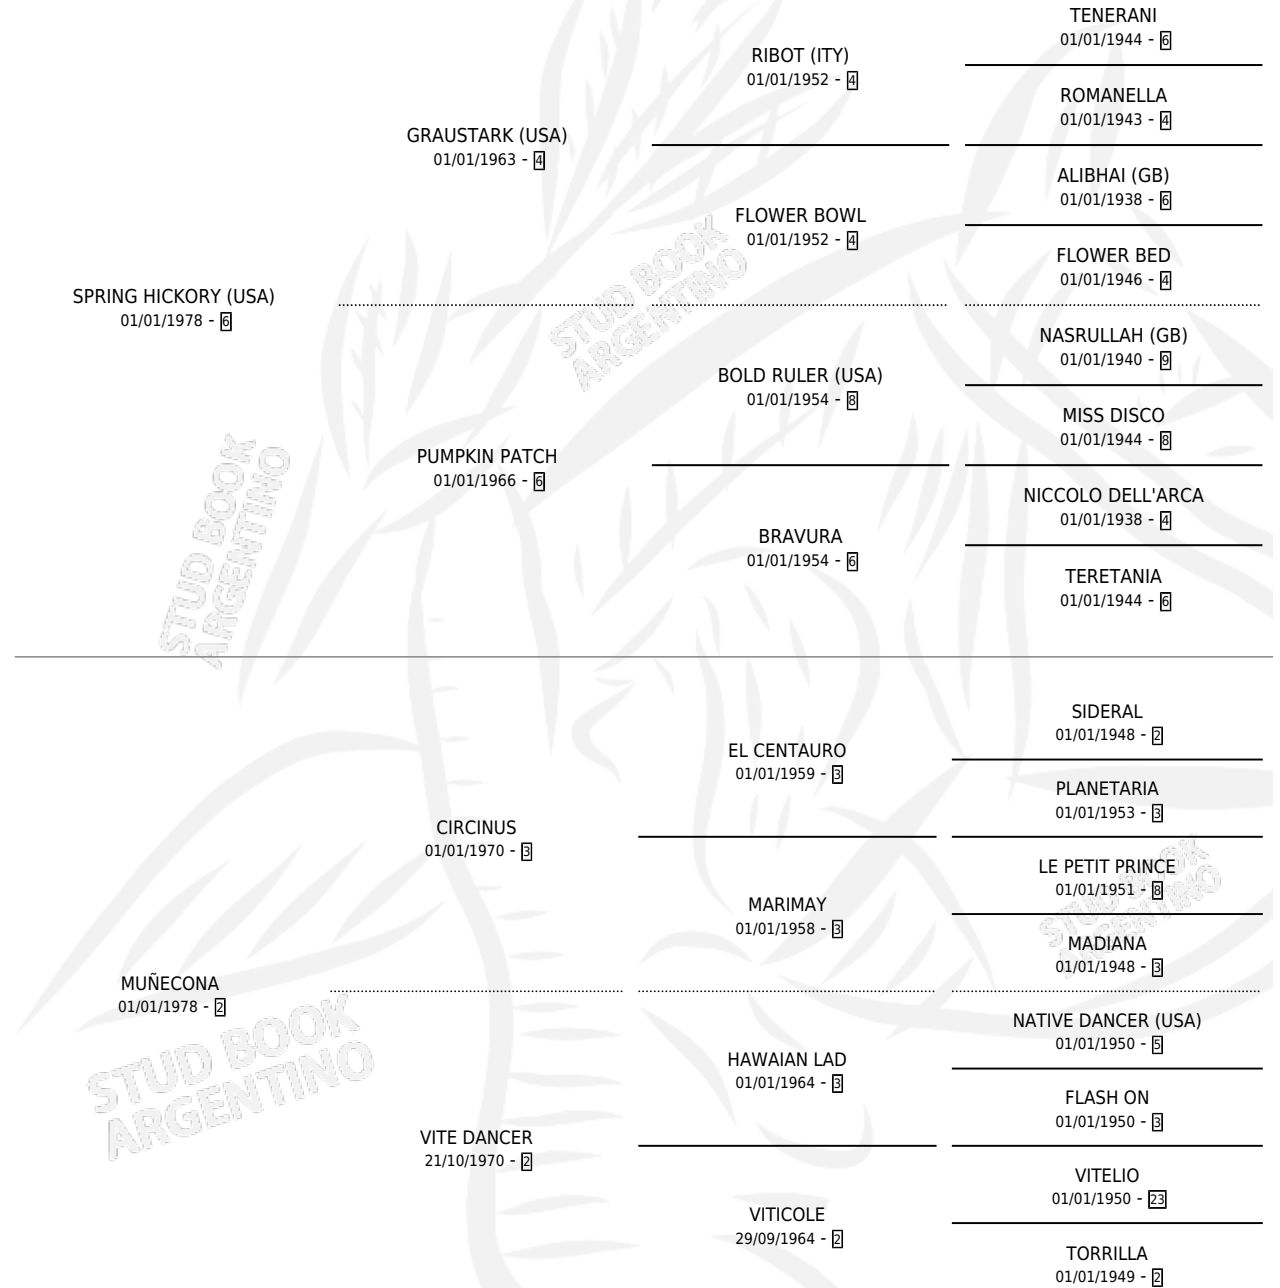 TENERANI
01/01/1944 - 6
RIBOT (ITY)
01/01/1952 - 4
ROMANELLA
01/01/1943 - 4
GRAUSTARK (USA)
01/01/1963 - 4
ALIBHAI (GB)
01/01/1938 - 6
FLOWER BOWL
01/01/1952 - 4
FLOWER BED
01/01/1946 - 4
SPRING HICKORY (USA)
01/01/1978 - 6
STUD BOOK
ARGENTINO
NASRULLAH (GB)
01/01/1940 - 9
BOLD RULER (USA)
01/01/1954 - 8
MISS DISCO
01/01/1944 - 8
PUMPKIN PATCH
01/01/1966 - 6
NICCOLO DELL'ARCA
01/01/1938 - 4
BRAVURA
01/01/1954 - 6
TERETANIA
01/01/1944 - 6
STUD BOOK
ARGENTINO
SIDERAL
01/01/1948 - 2
EL CENTAURO
01/01/1959 - 3
PLANETARIA
01/01/1953 - 3
CIRCINUS
01/01/1970 - 3
LE PETIT PRINCE
01/01/1951 - 8
MARIMAY
01/01/1958 - 3
STUD BOOK
ARGENTINO
MADIANA
01/01/1948 - 3
MUÑECONA
01/01/1978 - 2
NATIVE DANCER (USA)
01/01/1950 - 5
HAWAIAN LAD
01/01/1964 - 3
STUD BOOK
ARGENTINO
FLASH ON
01/01/1950 - 3
VITE DANCER
21/10/1970 - 2
VITELIO
01/01/1950 - 23
VITICOLE
29/09/1964 - 2
TORRILLA
01/01/1949 - 2